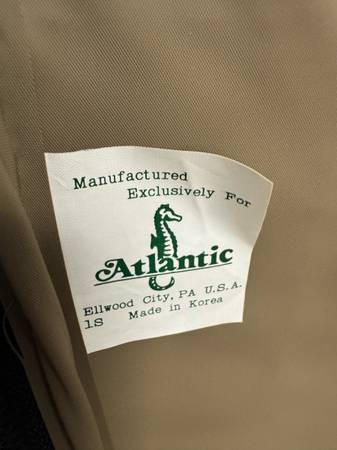 Manufactured
Exclusively For
Atlantic
Ellwood City, PA U.S.A.
1S Made in Korea